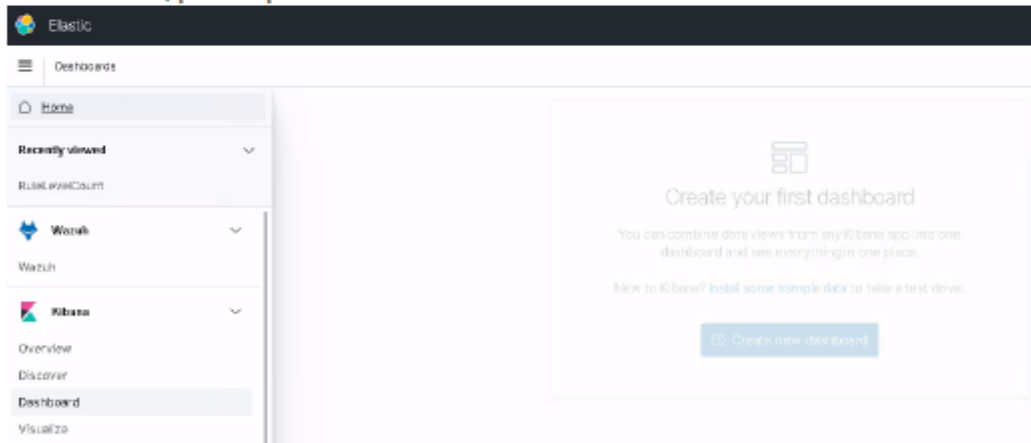 Elastic
Dashboards
Home
Recently viewed
RuleLevelCount
Wazuh
Wazuh
Kibana
Overview
Discover
Dashboard
Visualize
Create your first dashboard
You can combine data views from any Kibana app into one
dashboard and see everything in one place.
New to Kibana? Install some sample data to take a test drive.
Create new dashboard